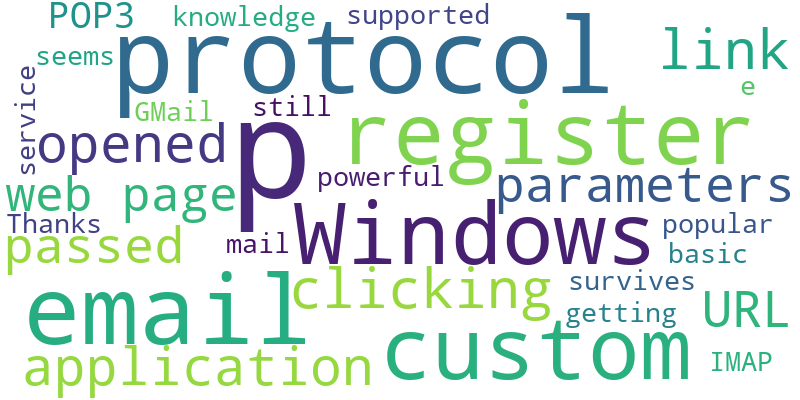 POP3
knowledge
supported
seems
protocol
link
e
service
GMail
still
opened
p
register
powerful
web page
parameters
Thanks
Windows
popular
passed
mail
basic
email
clicking
survives
getting
URL
application
custom
IMAP